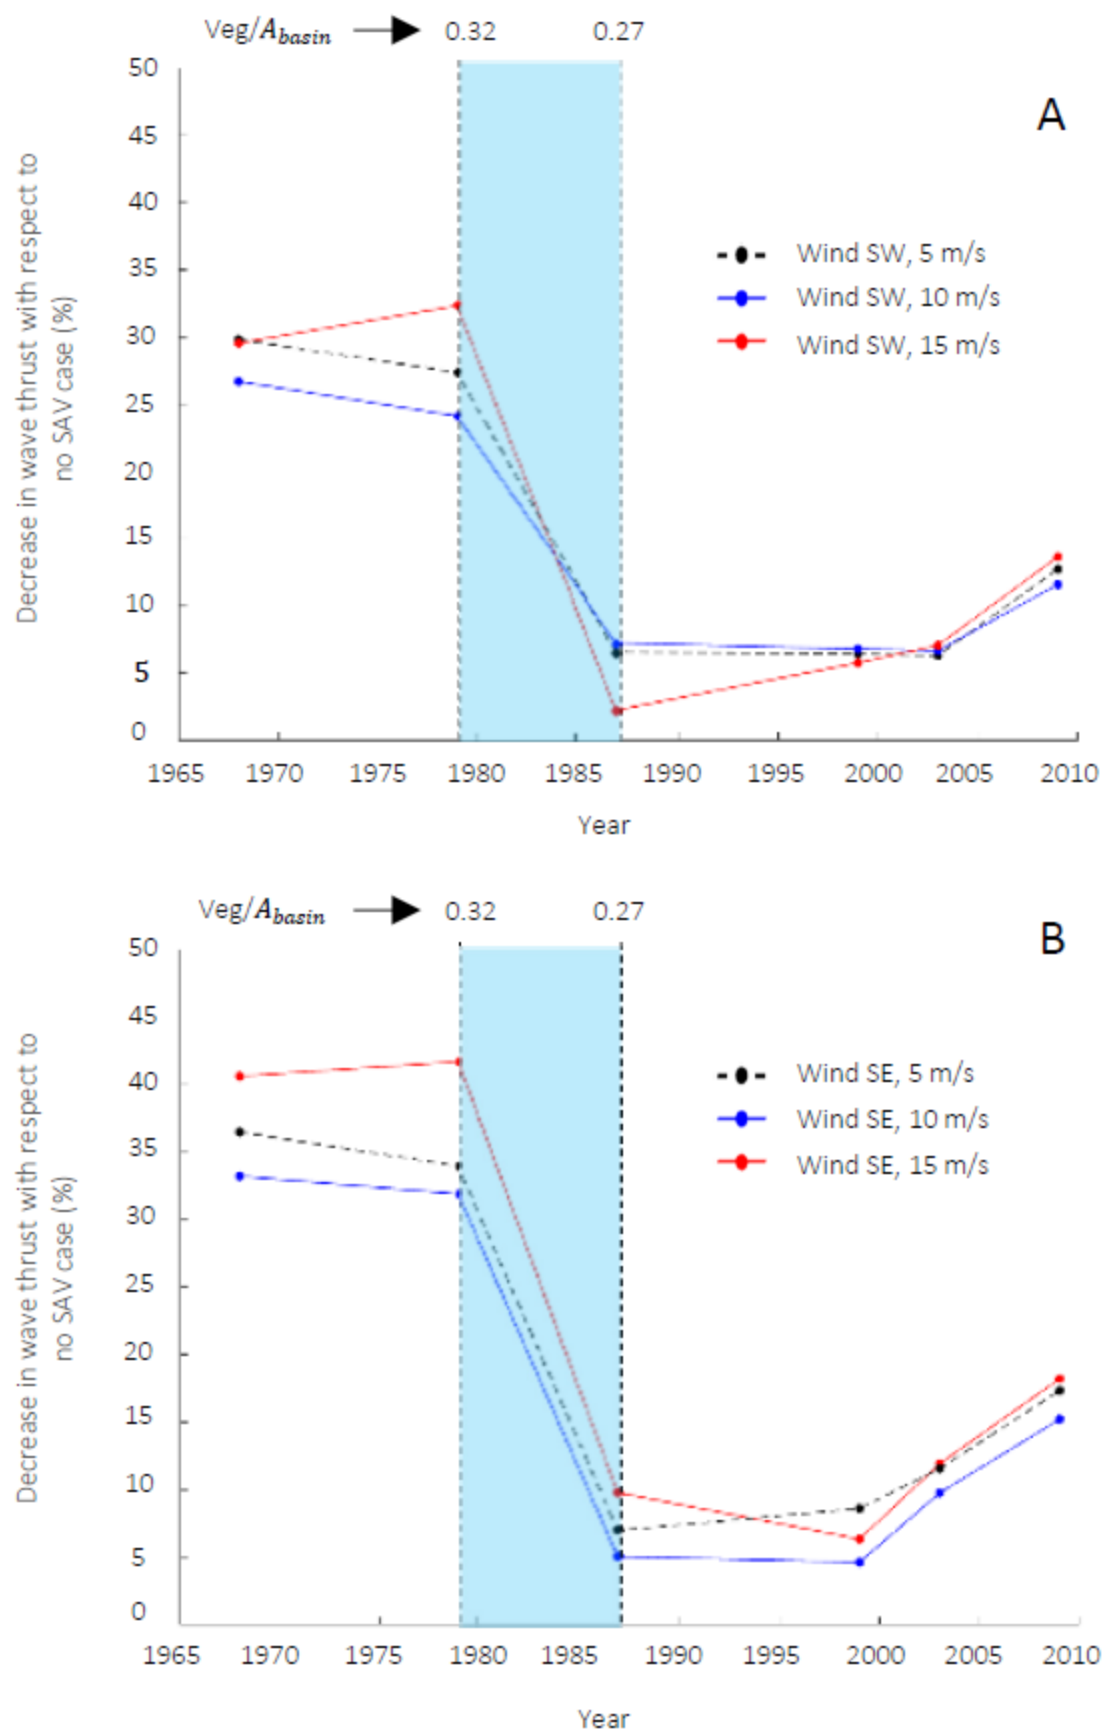 Veg/A_basin 0.32 0.27
A
50
45
40
35
30
25
20
15
10
5
0
Decrease in wave thrust with respect to
no SAV case (%)
Wind SW, 5 m/s
Wind SW, 10 m/s
Wind SW, 15 m/s
1965 1970 1975 1980 1985 1990 1995 2000 2005 2010
Year
Veg/A_basin 0.32 0.27
B
50
45
40
35
30
25
20
15
10
5
0
Decrease in wave thrust with respect to
no SAV case (%)
Wind SE, 5 m/s
Wind SE, 10 m/s
Wind SE, 15 m/s
1965 1970 1975 1980 1985 1990 1995 2000 2005 2010
Year